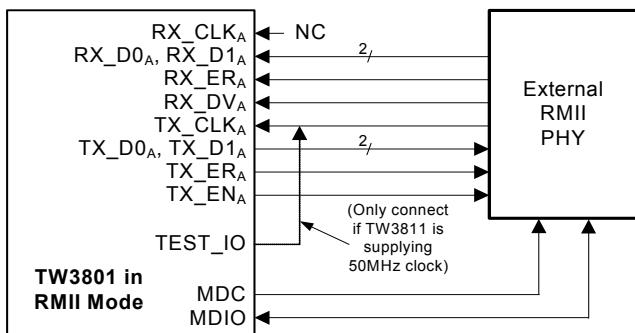 RX_CLKA NC
RX_D0A, RX_D1A 2
RX_ERA
RX_DVA
TX_CLKA
TX_D0A, TX_D1A 2
TX_ERA
TX_ENA
TEST_IO
(Only connect
if TW3811 is
supplying
50MHz clock)
TW3801 in
RMII Mode
MDC
MDIO
External
RMII
PHY